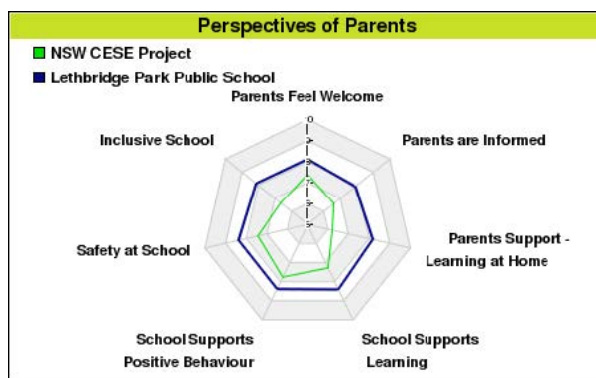 Perspectives of Parents
NSW CESE Project
Lethbridge Park Public School
Parents Feel Welcome
Inclusive School
Parents are Informed
Safety at School
Parents Support -
Learning at Home
School Supports
Positive Behaviour
School Supports
Learning